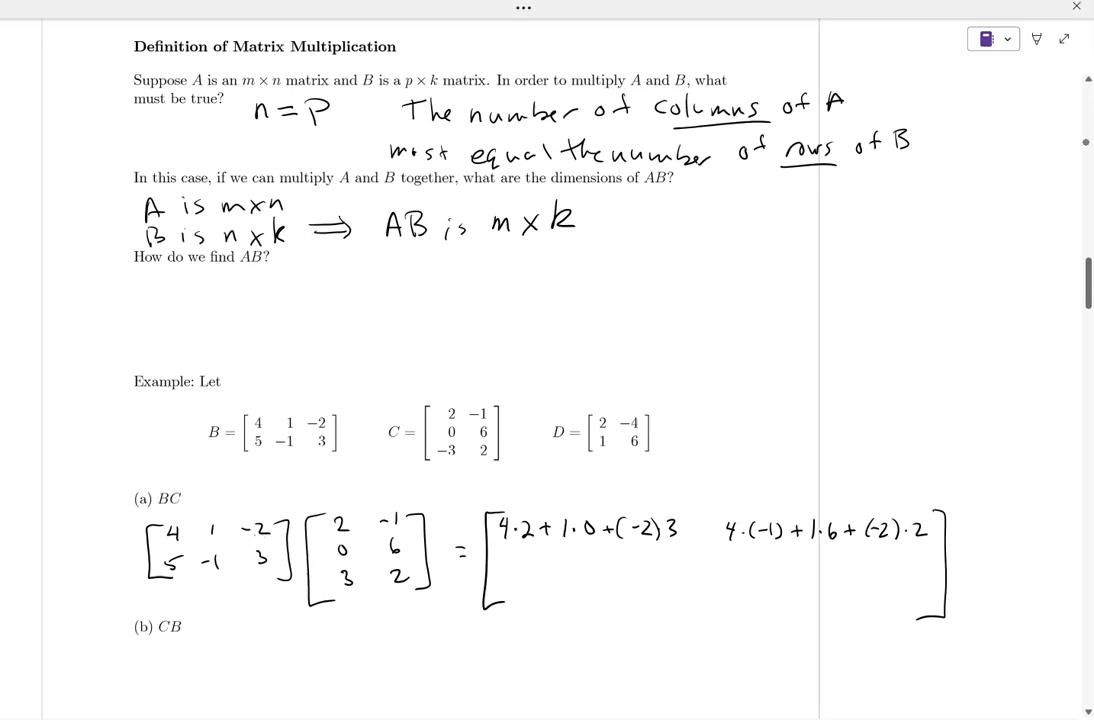 Definition of Matrix Multiplication
Suppose A is an m × n matrix and B is a p × k matrix. In order to multiply A and B, what
must be true?
n = p The number of columns of A
most equal the number of rows of B
In this case, if we can multiply A and B together, what are the dimensions of AB?
A is m×n
B is n×k ⟹ AB is m×k
How do we find AB?
Example: Let
B = [4 1 −2; 5 −1 3] C = [2 −1; 0 6; −3 2] D = [2 −4; 1 6]
(a) BC
[4 1 -2; 5 -1 3] [2 -1; 0 6; 3 2] = [4·2+1·0+(-2)3 4·(-1)+1·6+(-2)·2]
(b) CB